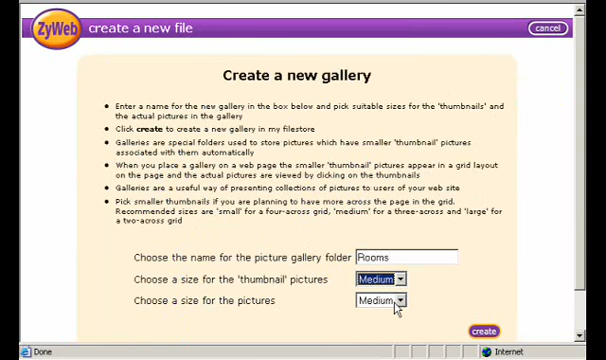 ZyWeb
create a new file
cancel
Create a new gallery
Enter a name for the new gallery in the box below and pick suitable sizes for the 'thumbnails' and
the actual pictures in the gallery
Click create to create a new gallery in my filestore
Galleries are special folders used to store pictures which have smaller 'thumbnail' pictures
associated with them automatically
When you place a gallery on a web page the smaller 'thumbnail' pictures appear in a grid layout
on the page and the actual pictures are viewed by clicking on the thumbnails
Galleries are a useful way of presenting collections of pictures to users of your web site
Pick smaller thumbnails if you are planning to have more across the page in the grid.
Recommended sizes are 'small' for a four-across grid, 'medium' for a three-across and 'large' for
a two-across grid
Choose the name for the picture gallery folder Rooms
Choose a size for the 'thumbnail' pictures Medium
Choose a size for the pictures Medium
create
Done Internet